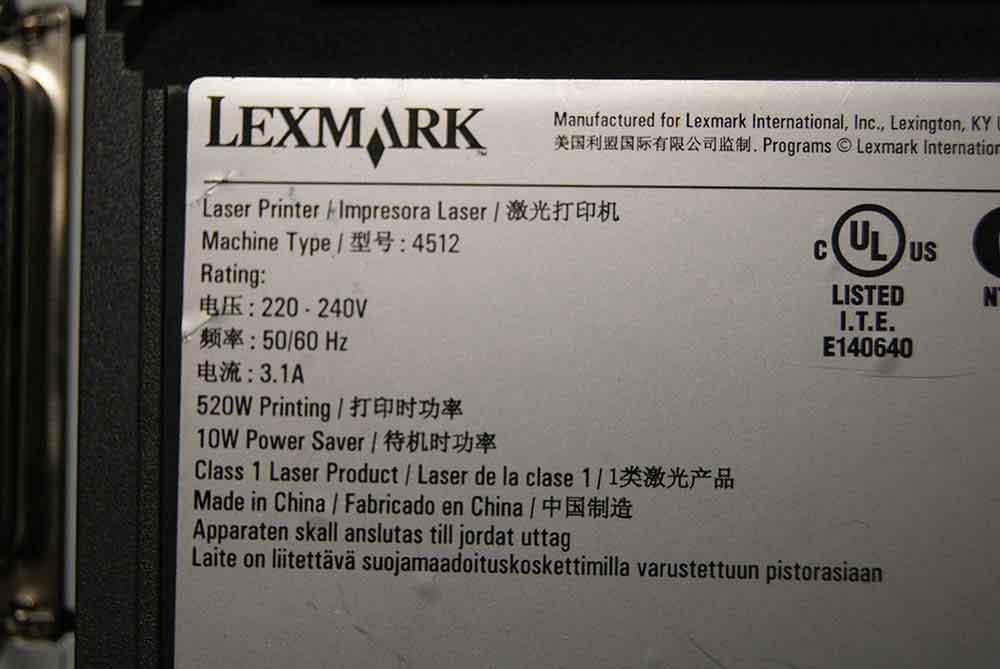 LEXMARK™
Manufactured for Lexmark International, Inc., Lexington, KY
美国利盟国际有限公司监制. Programs © Lexmark Internation
Laser Printer / Impresora Laser / 激光打印机
Machine Type / 型号 : 4512
Rating:
电压 : 220 - 240V
频率 : 50/60 Hz
电流 : 3.1A
520W Printing / 打印时功率
10W Power Saver / 待机时功率
Class 1 Laser Product / Laser de la clase 1 / 1类激光产品
Made in China / Fabricado en China / 中国制造
Apparaten skall anslutas till jordat uttag
Laite on liitettävä suojamaadoituskoskettimilla varustettuun pistorasiaan
C UL US
LISTED
I.T.E.
E140640